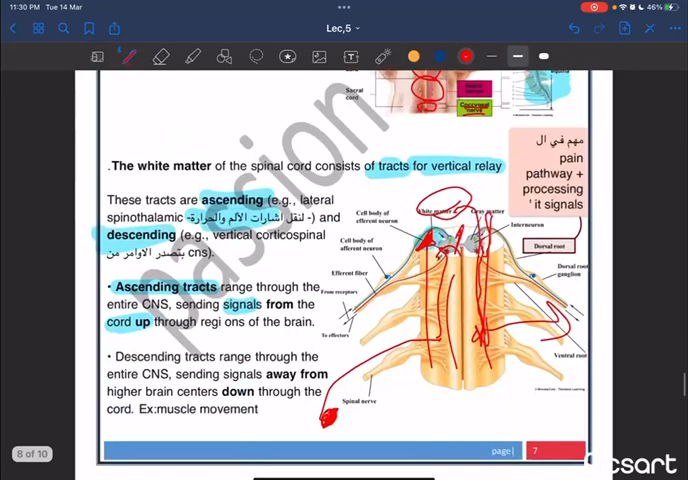 11:30 PM Tue 14 Mar
46%
Lec,5
Sacral
cord
Coccygeal
nerve
مهم في ال
pain
pathway +
processing
it signals '
.The white matter of the spinal cord consists of tracts for vertical relay
These tracts are ascending (e.g., lateral
spinothalamic -لنقل اشارات الألم والحرارة -) and
descending (e.g., vertical corticospinal
بتصدر الاوامر من cns).
• Ascending tracts range through the
entire CNS, sending signals from the
cord up through regi ons of the brain.
• Descending tracts range through the
entire CNS, sending signals away from
higher brain centers down through the
cord. Ex:muscle movement
White matter
Gray matter
Cell body of
efferent neuron
Interneuron
Cell body of
afferent neuron
Dorsal root
Efferent fiber
Dorsal root
ganglion
From receptors
To effectors
Ventral root
Spinal nerve
passion
8 of 10
page| 7
Picsart